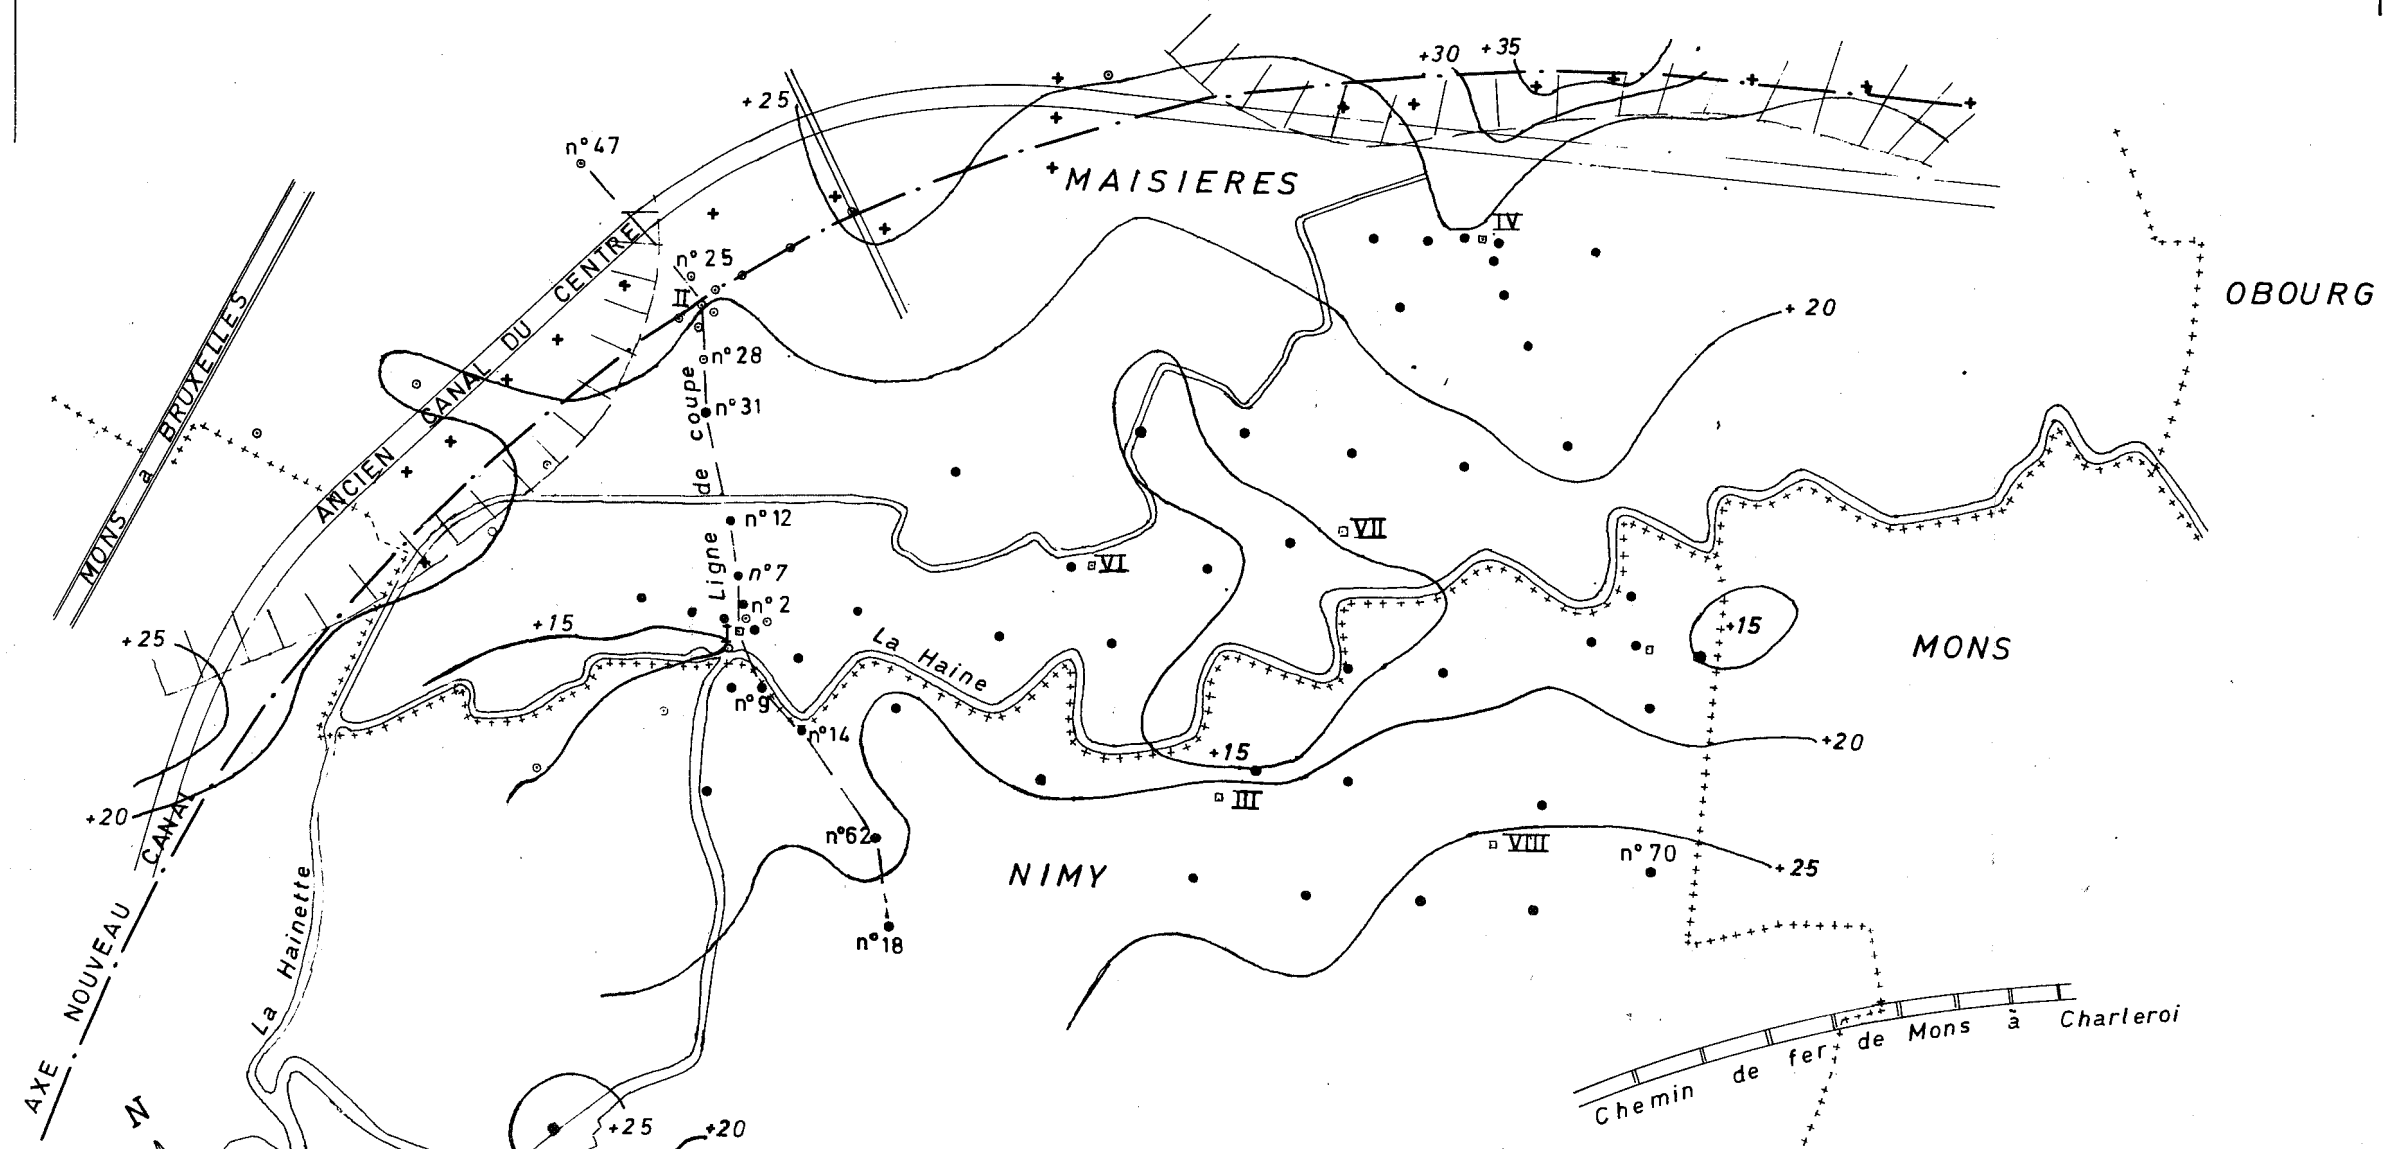 +30
+35
+25
n°47
MAISIERES
IV
n°25
II
OBOURG
+20
ANCIEN CANAL DU CENTRE
MONS a BRUXELLES
n°28
n°31
Ligne de coupe
n°12
VII
VI
n°7
n°2
I
+15
+25
La Haine
+15
MONS
n°9
n°14
+15
+20
III
+20
n°62
VIII
n°70
+25
NIMY
n°18
La Hainette
AXE NOUVEAU CANAL
Chemin de fer de Mons à Charleroi
N
+25
+20